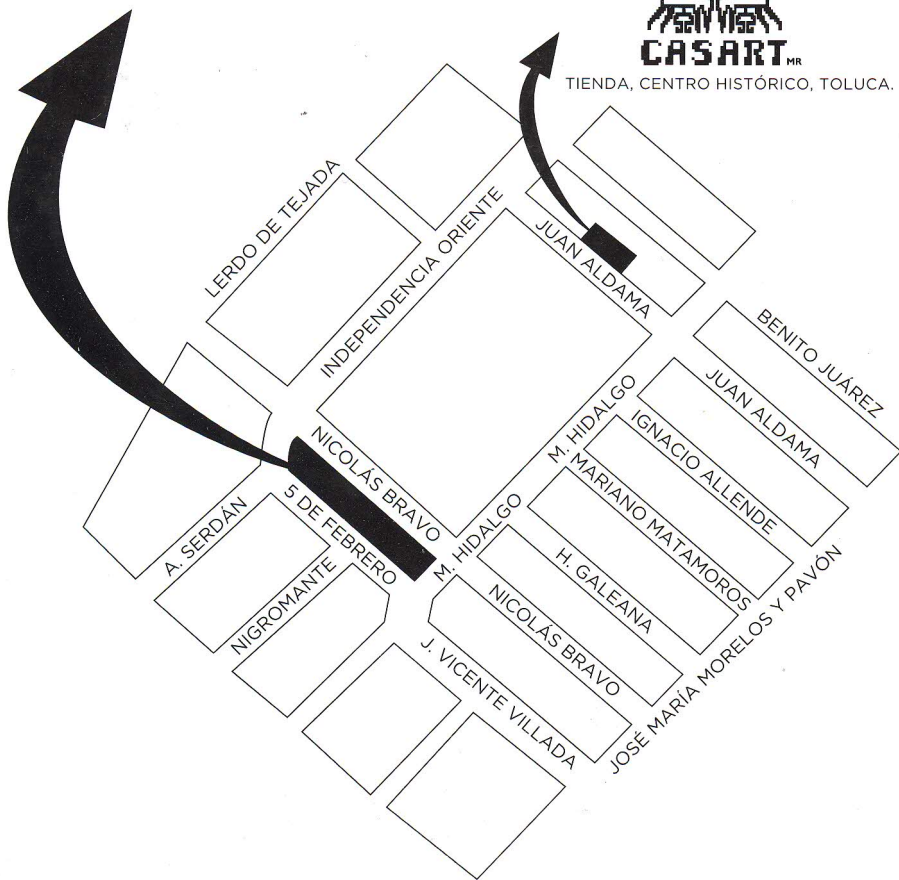 CASART MR
TIENDA, CENTRO HISTÓRICO, TOLUCA.
LERDO DE TEJADA
INDEPENDENCIA ORIENTE
JUAN ALDAMA
BENITO JUÁREZ
JUAN ALDAMA
M. HIDALGO
IGNACIO ALLENDE
MARIANO MATAMOROS
NICOLÁS BRAVO
5 DE FEBRERO
M. HIDALGO
A. SERDÁN
NIGROMANTE
H. GALEANA
NICOLÁS BRAVO
J. VICENTE VILLADA
JOSÉ MARÍA MORELOS Y PAVÓN